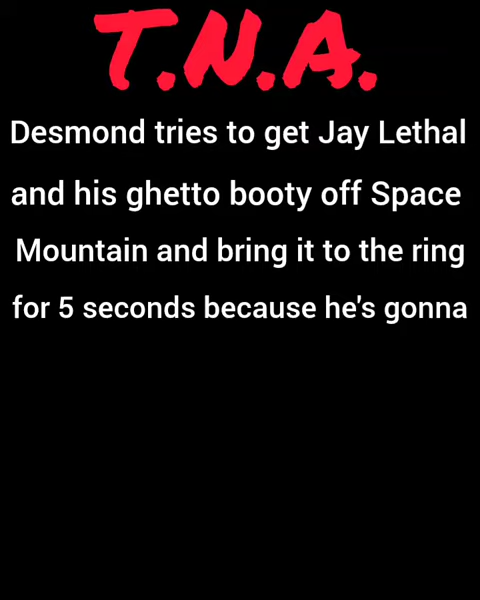 T.N.A.
Desmond tries to get Jay Lethal
and his ghetto booty off Space
Mountain and bring it to the ring
for 5 seconds because he's gonna